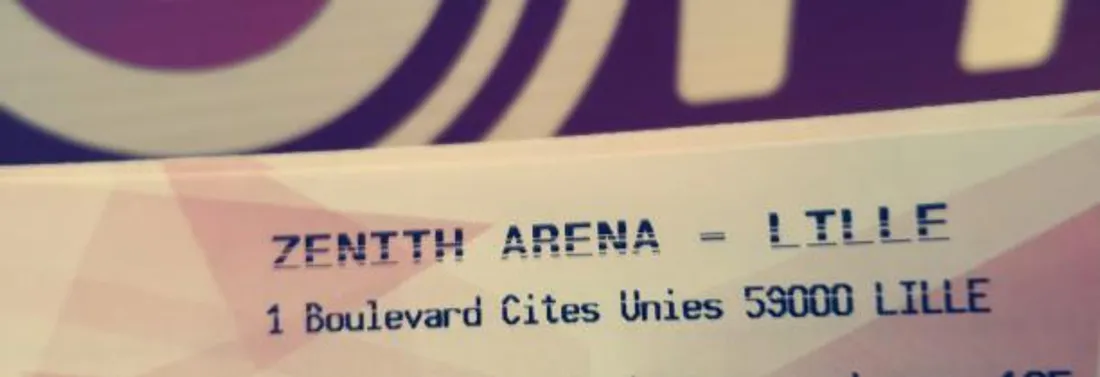 ZENITH ARENA - LILLE
1 Boulevard Cites Unies 59000 LILLE